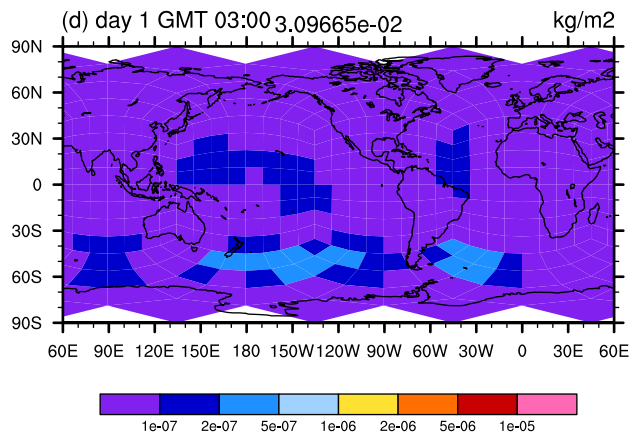 (d) day 1 GMT 03:00 3.09665e-02 kg/m2
90N
60N
30N
0
30S
60S
90S
60E 90E 120E 150E 180 150W 120W 90W 60W 30W 0 30E 60E
1e-07 2e-07 5e-07 1e-06 2e-06 5e-06 1e-05